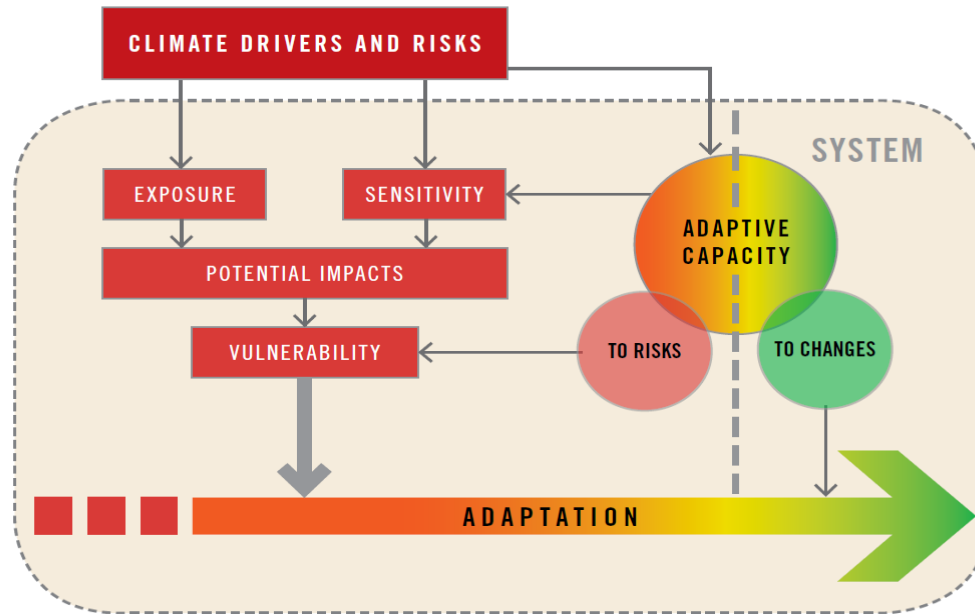 CLIMATE DRIVERS AND RISKS
SYSTEM
EXPOSURE
SENSITIVITY
ADAPTIVE
CAPACITY
POTENTIAL IMPACTS
VULNERABILITY
TO RISKS
TO CHANGES
ADAPTATION